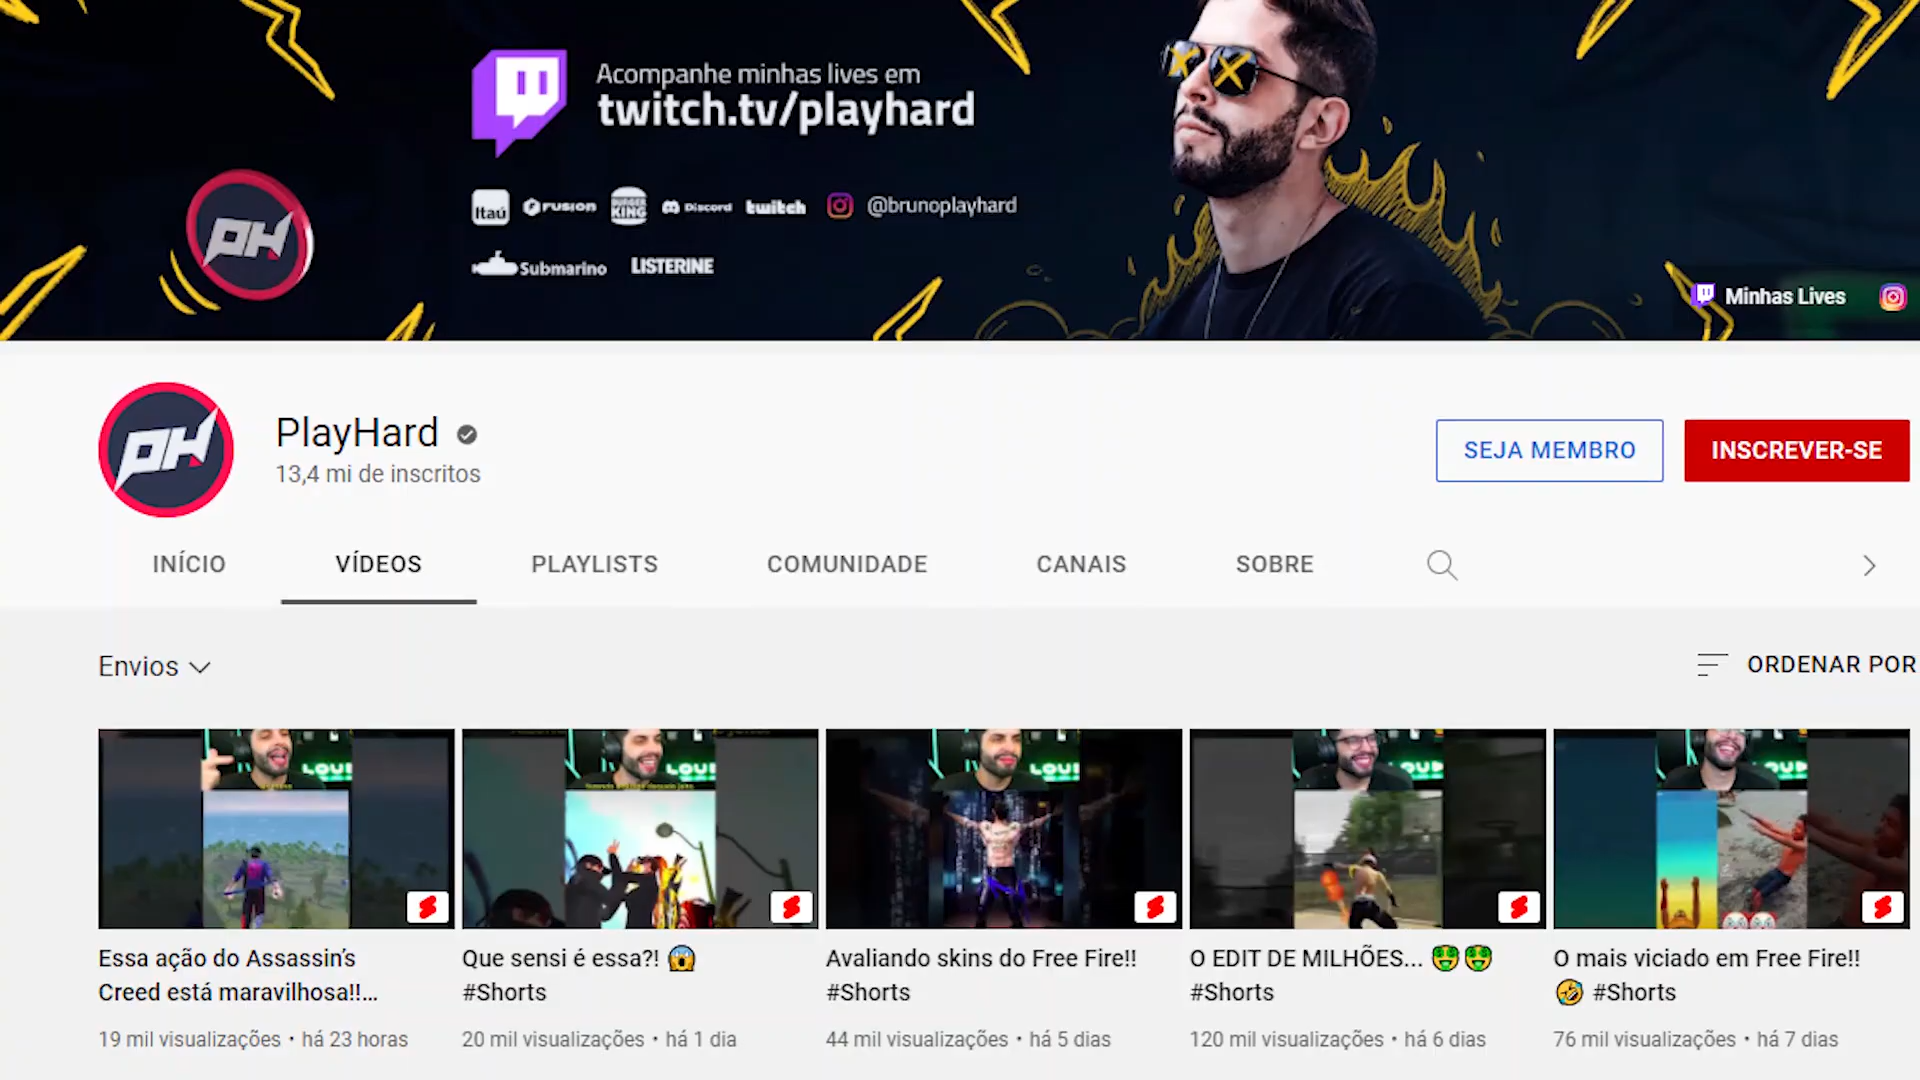 Acompanhe minhas lives em
twitch.tv/playhard
PH
Itaú FUSION BURGER KING Discord twitch @brunoplayhard
Submarino LISTERINE
Minhas Lives
PH
PlayHard
13,4 mi de inscritos
SEJA MEMBRO
INSCREVER-SE
INÍCIO VÍDEOS PLAYLISTS COMUNIDADE CANAIS SOBRE
Envios
ORDENAR POR
LOUD
LOUD
LOUD
LOUD
LOUD
Essa ação do Assassin’s
Creed está maravilhosa!!...
19 mil visualizações • há 23 horas
Que sensi é essa?! 😱
#Shorts
20 mil visualizações • há 1 dia
Avaliando skins do Free Fire!!
#Shorts
44 mil visualizações • há 5 dias
O EDIT DE MILHÕES... 🤑🤑
#Shorts
120 mil visualizações • há 6 dias
O mais viciado em Free Fire!!
🤣 #Shorts
76 mil visualizações • há 7 dias